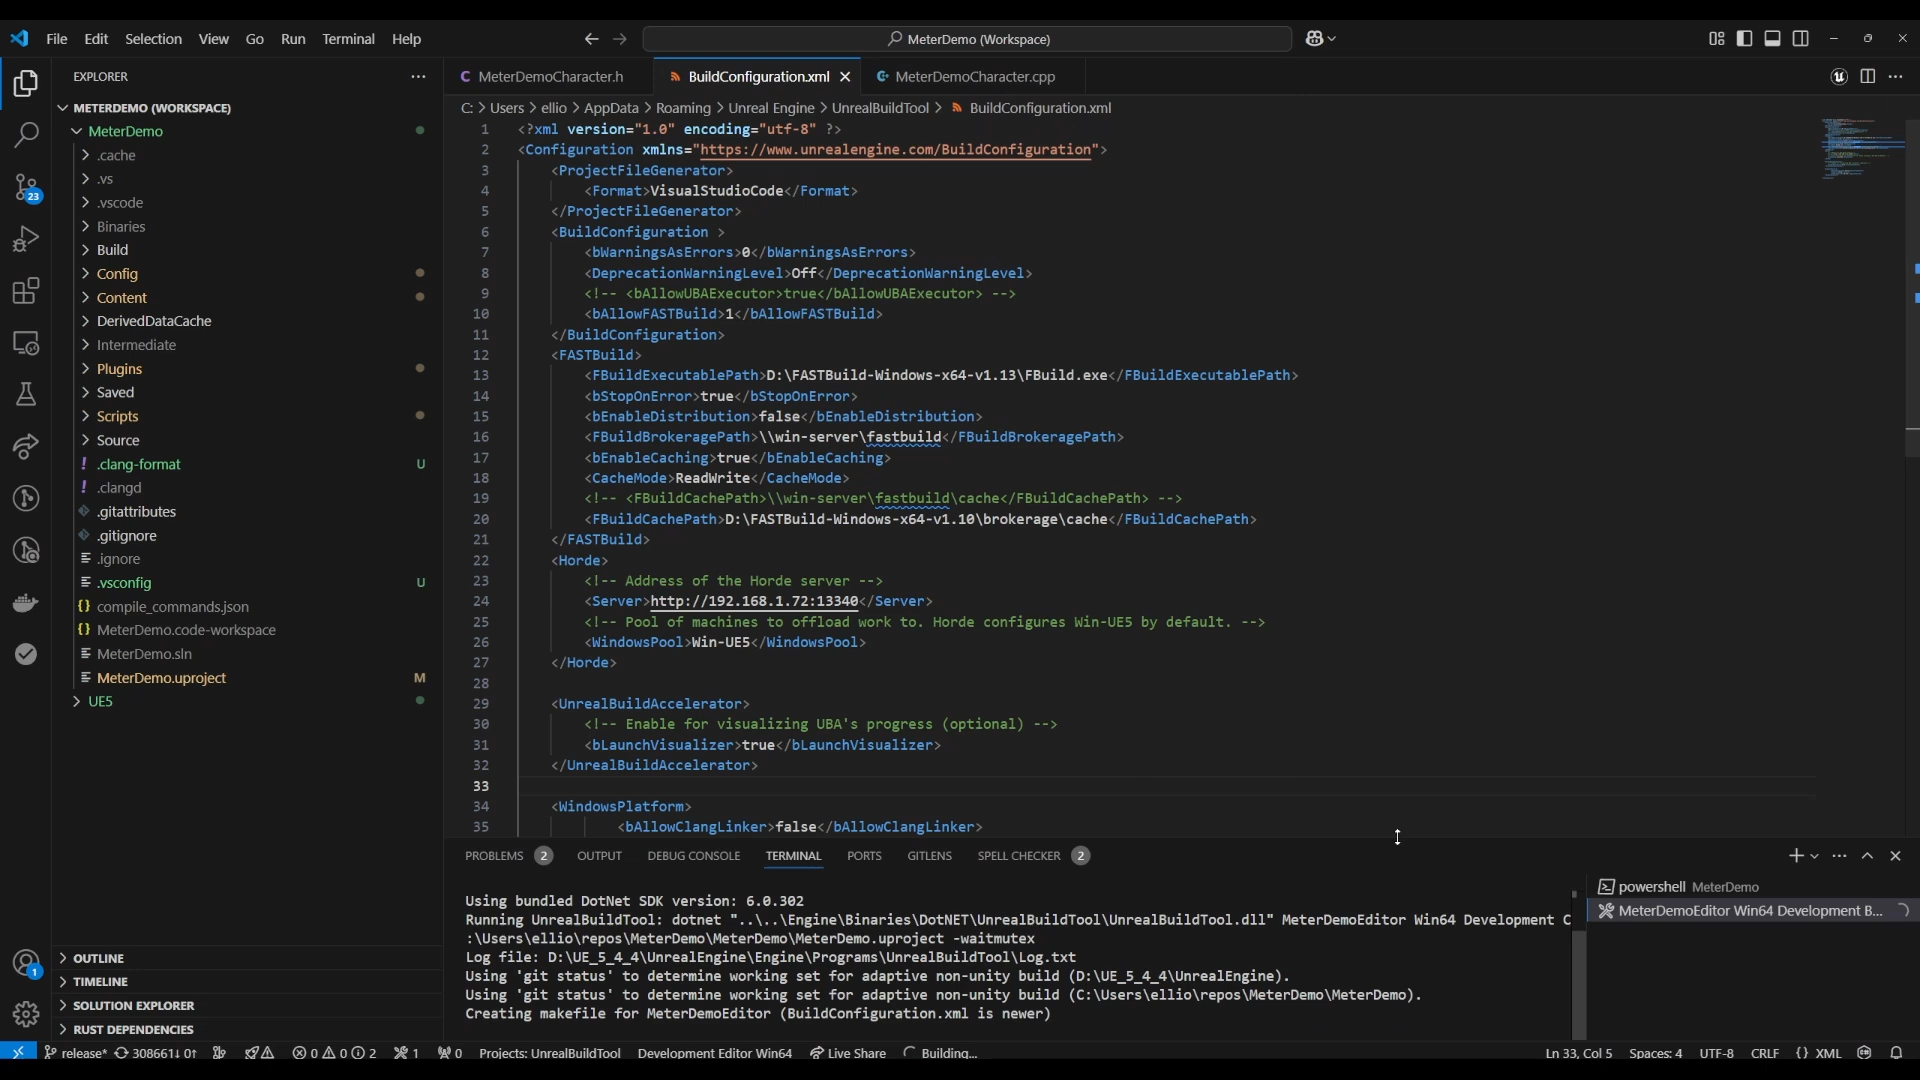 File Edit Selection View Go Run Terminal Help
MeterDemo (Workspace)
EXPLORER
METERDEMO (WORKSPACE)
MeterDemo
.cache
.vs
.vscode
Binaries
Build
Config
Content
DerivedDataCache
Intermediate
Plugins
Saved
Scripts
Source
! .clang-format U
! .clangd
.gitattributes
.gitignore
.ignore
.vsconfig U
{} compile_commands.json
{} MeterDemo.code-workspace
MeterDemo.sln
MeterDemo.uproject M
UE5
OUTLINE
TIMELINE
SOLUTION EXPLORER
RUST DEPENDENCIES
23
1
C MeterDemoCharacter.h BuildConfiguration.xml MeterDemoCharacter.cpp
C: > Users > ellio > AppData > Roaming > Unreal Engine > UnrealBuildTool > BuildConfiguration.xml
1 <?xml version="1.0" encoding="utf-8" ?>
2 <Configuration xmlns="https://www.unrealengine.com/BuildConfiguration">
3 <ProjectFileGenerator>
4 <Format>VisualStudioCode</Format>
5 </ProjectFileGenerator>
6 <BuildConfiguration >
7 <bWarningsAsErrors>0</bWarningsAsErrors>
8 <DeprecationWarningLevel>Off</DeprecationWarningLevel>
9 <!-- <bAllowUBAExecutor>true</bAllowUBAExecutor> -->
10 <bAllowFASTBuild>1</bAllowFASTBuild>
11 </BuildConfiguration>
12 <FASTBuild>
13 <FBuildExecutablePath>D:\FASTBuild-Windows-x64-v1.13\FBuild.exe</FBuildExecutablePath>
14 <bStopOnError>true</bStopOnError>
15 <bEnableDistribution>false</bEnableDistribution>
16 <FBuildBrokeragePath>\\win-server\fastbuild</FBuildBrokeragePath>
17 <bEnableCaching>true</bEnableCaching>
18 <CacheMode>ReadWrite</CacheMode>
19 <!-- <FBuildCachePath>\\win-server\fastbuild\cache</FBuildCachePath> -->
20 <FBuildCachePath>D:\FASTBuild-Windows-x64-v1.10\brokerage\cache</FBuildCachePath>
21 </FASTBuild>
22 <Horde>
23 <!-- Address of the Horde server -->
24 <Server>http://192.168.1.72:13340</Server>
25 <!-- Pool of machines to offload work to. Horde configures Win-UE5 by default. -->
26 <WindowsPool>Win-UE5</WindowsPool>
27 </Horde>
28
29 <UnrealBuildAccelerator>
30 <!-- Enable for visualizing UBA's progress (optional) -->
31 <bLaunchVisualizer>true</bLaunchVisualizer>
32 </UnrealBuildAccelerator>
33
34 <WindowsPlatform>
35 <bAllowClangLinker>false</bAllowClangLinker>
PROBLEMS 2 OUTPUT DEBUG CONSOLE TERMINAL PORTS GITLENS SPELL CHECKER 2
Using bundled DotNet SDK version: 6.0.302
Running UnrealBuildTool: dotnet "..\..\Engine\Binaries\DotNET\UnrealBuildTool\UnrealBuildTool.dll" MeterDemoEditor Win64 Development C
:\Users\ellio\repos\MeterDemo\MeterDemo\MeterDemo.uproject -waitmutex
Log file: D:\UE_5_4_4\UnrealEngine\Engine\Programs\UnrealBuildTool\Log.txt
Using 'git status' to determine working set for adaptive non-unity build (D:\UE_5_4_4\UnrealEngine).
Using 'git status' to determine working set for adaptive non-unity build (C:\Users\ellio\repos\MeterDemo\MeterDemo).
Creating makefile for MeterDemoEditor (BuildConfiguration.xml is newer)
powershell MeterDemo
MeterDemoEditor Win64 Development B...
release* 308661↓ 0↑ 0 0 2 1 0 Projects: UnrealBuildTool Development Editor Win64 Live Share Building... Ln 33, Col 5 Spaces: 4 UTF-8 CRLF {} XML